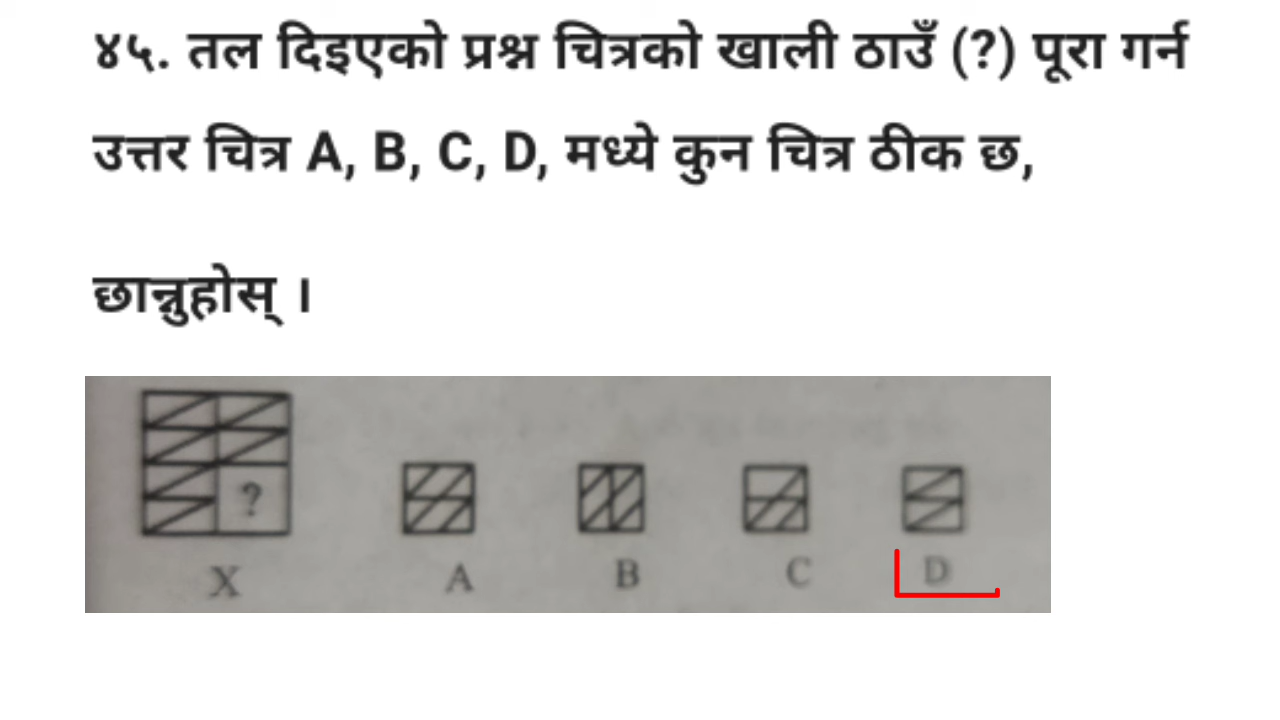 ४५. तल दिइएको प्रश्न चित्रको खाली ठाउँ (?) पूरा गर्न
उत्तर चित्र A, B, C, D, मध्ये कुन चित्र ठीक छ,
छान्नुहोस् ।
?
X A B C D